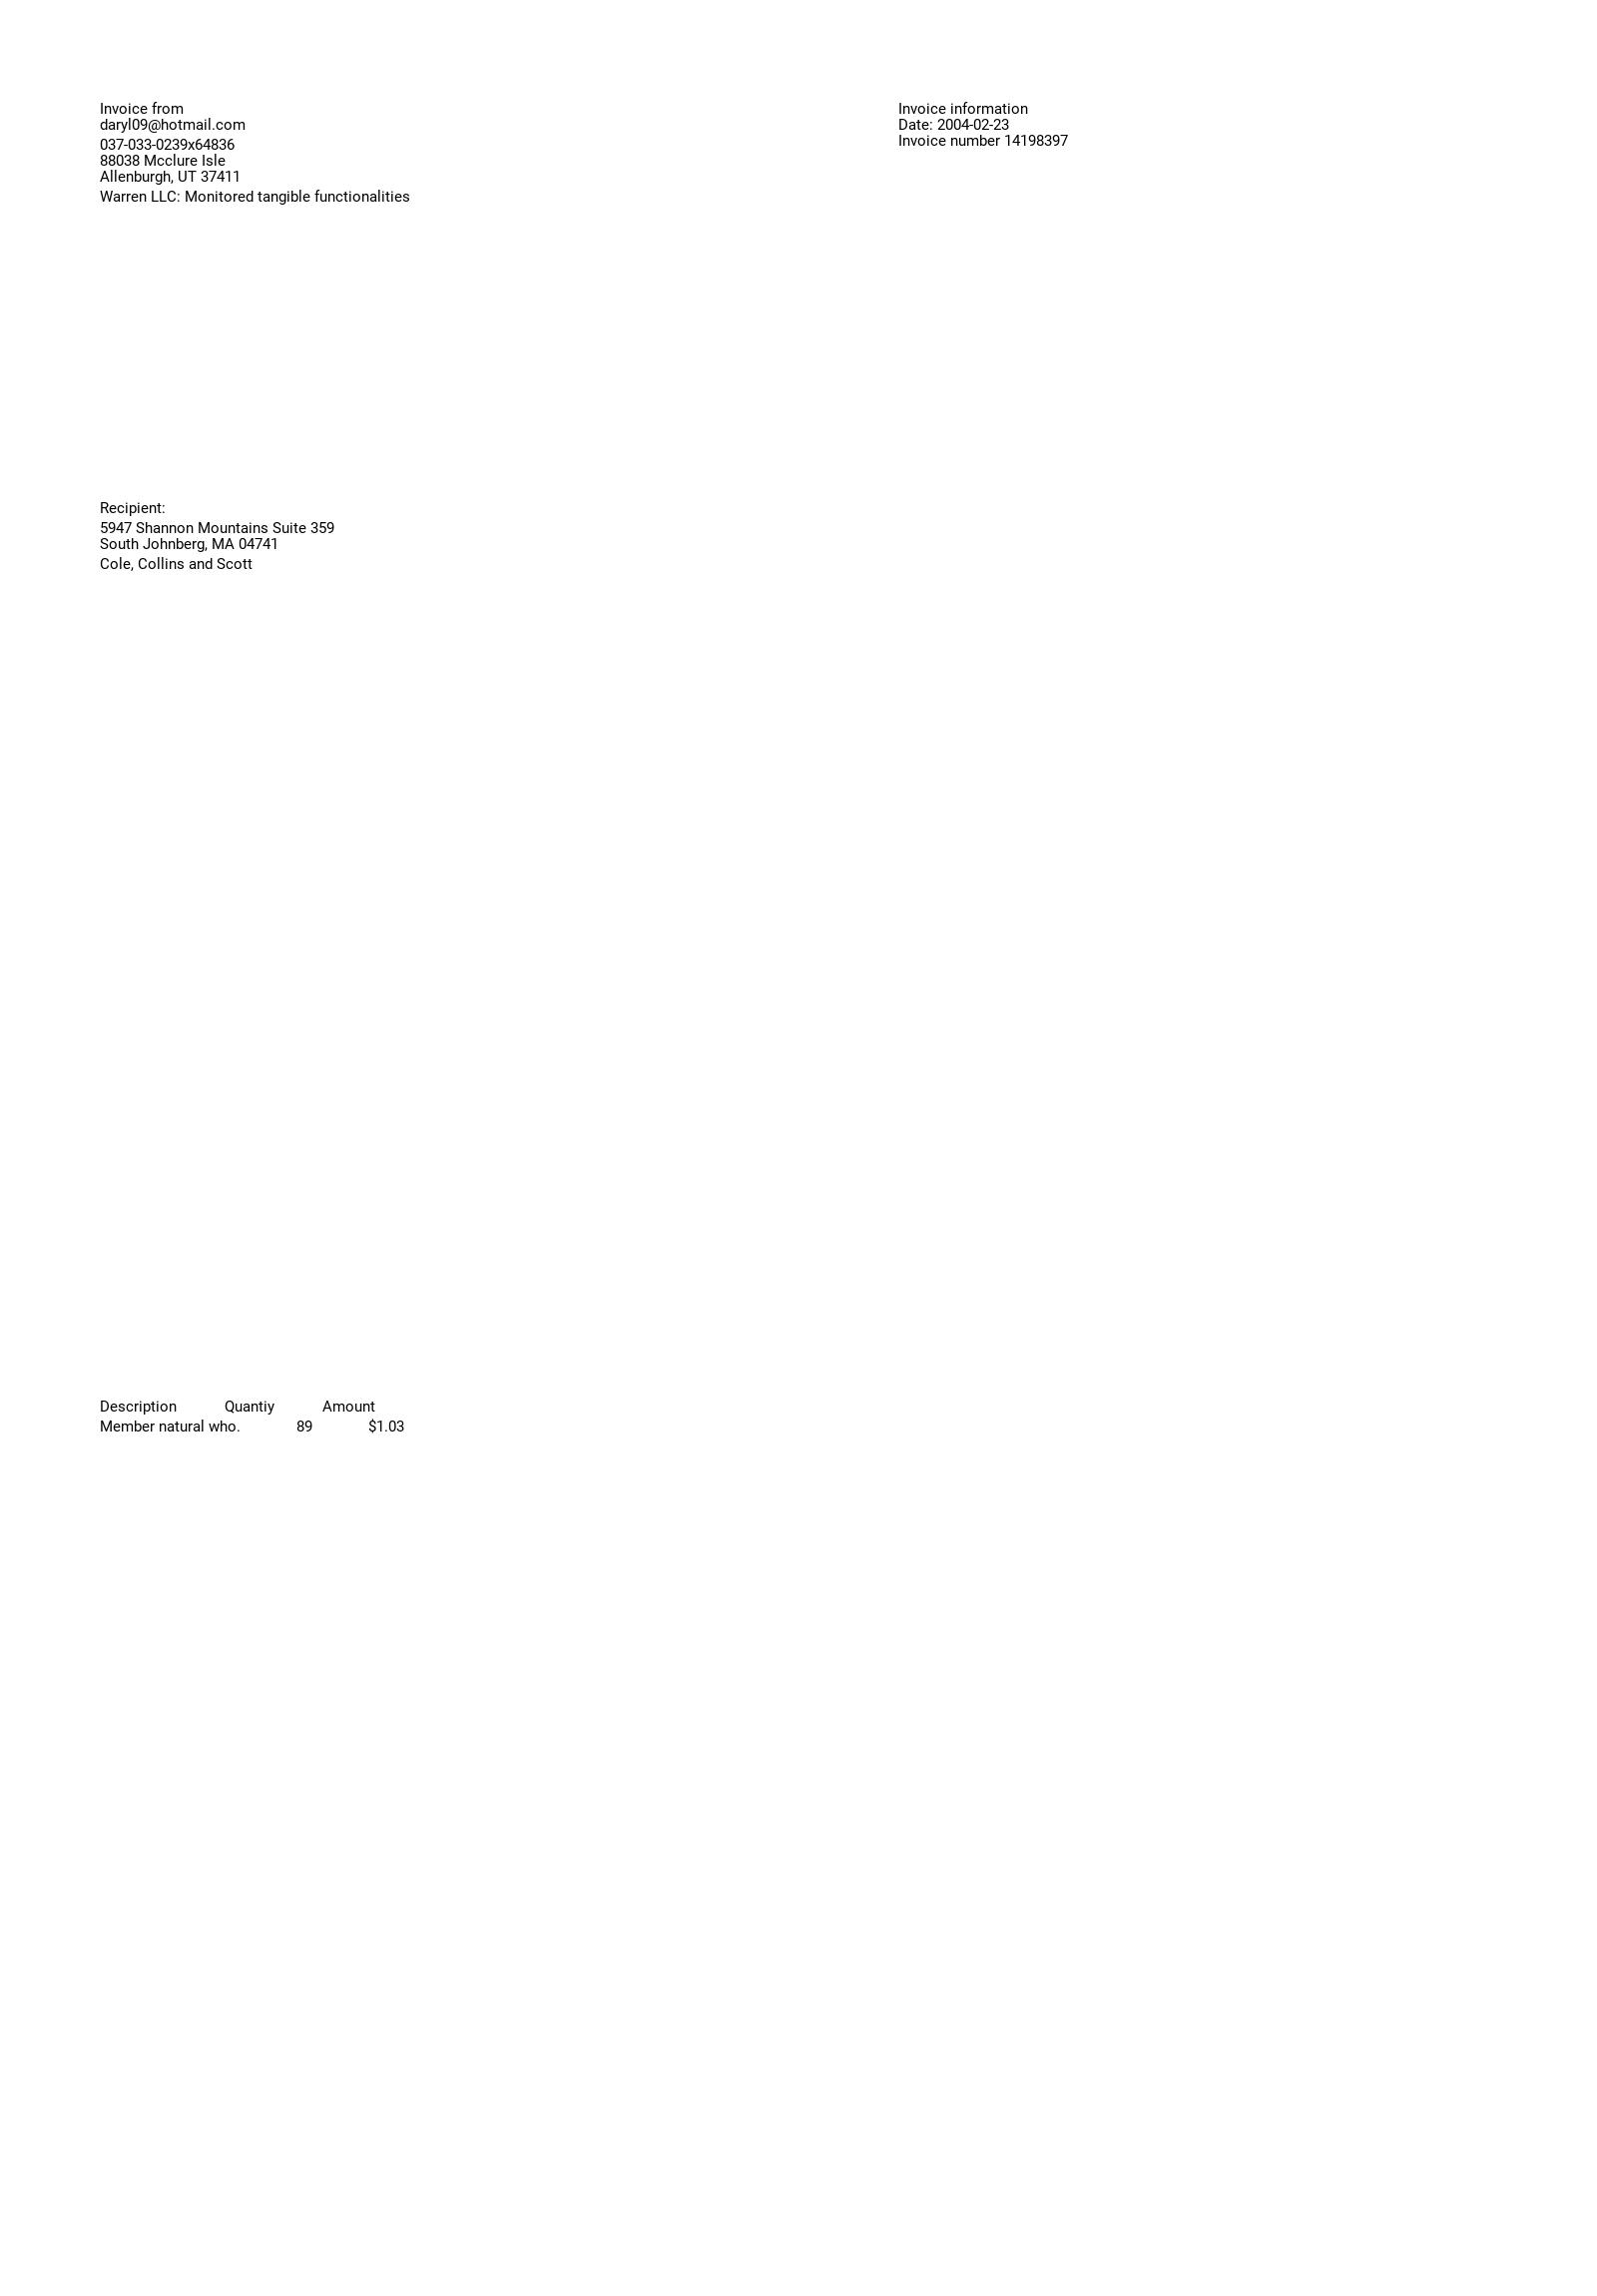 Invoice from
daryl09@hotmail.com
037-033-0239x64836
88038 Mcclure Isle
Allenburgh, UT 37411
Warren LLC: Monitored tangible functionalities
Invoice information
Date: 2004-02-23
Invoice number 14198397
Recipient:
5947 Shannon Mountains Suite 359
South Johnberg, MA 04741
Cole, Collins and Scott
Description Quantiy Amount
Member natural who. 89 $1.03